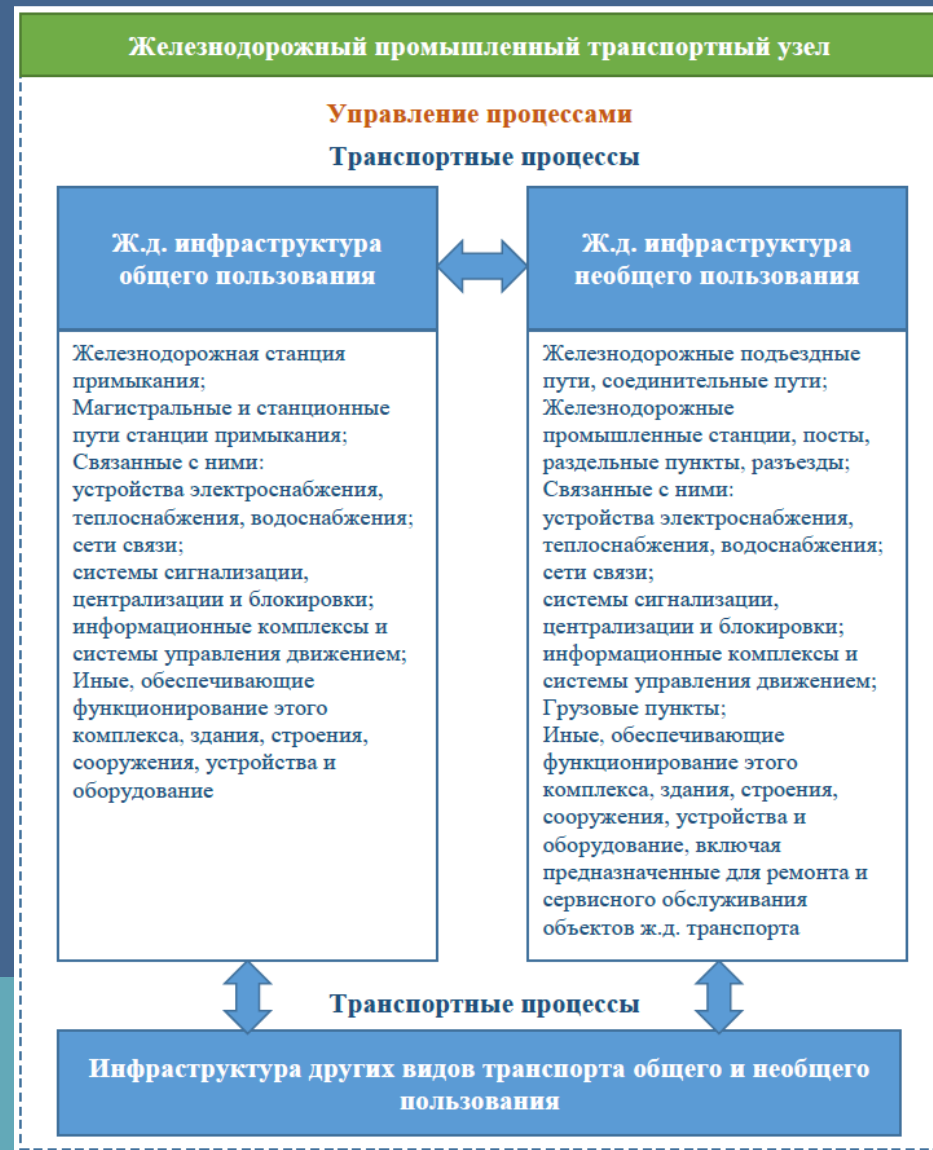 Железнодорожный промышленный транспортный узел
Управление процессами
Транспортные процессы
Ж.д. инфраструктура
общего пользования
Железнодорожная станция
примыкания;
Магистральные и станционные
пути станции примыкания;
Связанные с ними:
устройства электроснабжения,
теплоснабжения, водоснабжения;
сети связи;
системы сигнализации,
централизации и блокировки;
информационные комплексы и
системы управления движением;
Иные, обеспечивающие
функционирование этого
комплекса, здания, строения,
сооружения, устройства и
оборудование
Ж.д. инфраструктура
необщего пользования
Железнодорожные подъездные
пути, соединительные пути;
Железнодорожные
промышленные станции, посты,
раздельные пункты, разъезды;
Связанные с ними:
устройства электроснабжения,
теплоснабжения, водоснабжения;
сети связи;
системы сигнализации,
централизации и блокировки;
информационные комплексы и
системы управления движением;
Грузовые пункты;
Иные, обеспечивающие
функционирование этого
комплекса, здания, строения,
сооружения, устройства и
оборудование, включая
предназначенные для ремонта и
сервисного обслуживания
объектов ж.д. транспорта
Транспортные процессы
Инфраструктура других видов транспорта общего и необщего
пользования